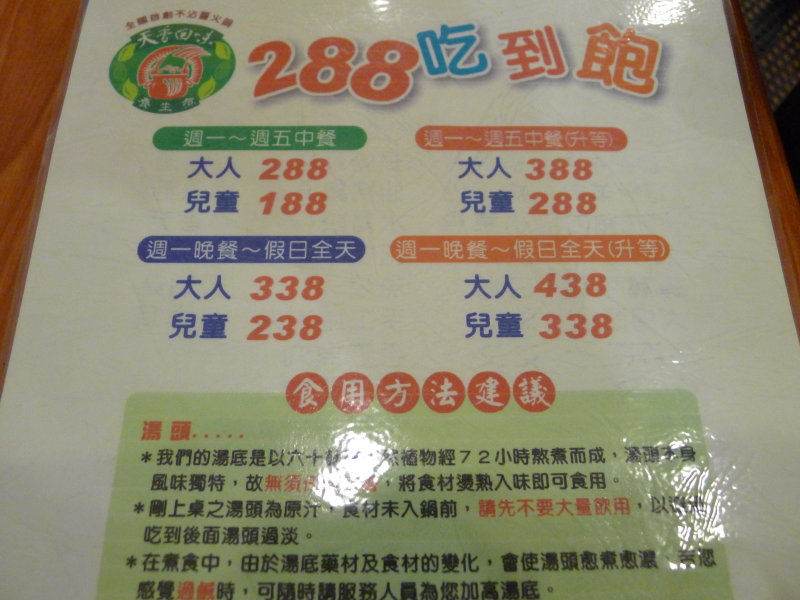 全國首創不沾醬火鍋
天香回味
養生煮
288吃到飽
週一～週五中餐
大人 288
兒童 188
週一～週五中餐(升等)
大人 388
兒童 288
週一晚餐～假日全天
大人 338
兒童 238
週一晚餐～假日全天(升等)
大人 438
兒童 338
食用方法建議
湯頭.....
＊我們的湯底是以六十 植物經７２小時熬煮而成，湯頭本身
風味獨特，故無須 ，將食材燙熟入味即可食用。
＊剛上桌之湯頭為原汁，食材未入鍋前，請先不要大量飲用，以
吃到後面湯頭過淡。
＊在煮食中，由於湯底藥材及食材的變化，會使湯頭愈煮愈濃，若您
感覺過鹹時，可隨時請服務人員為您加高湯底。